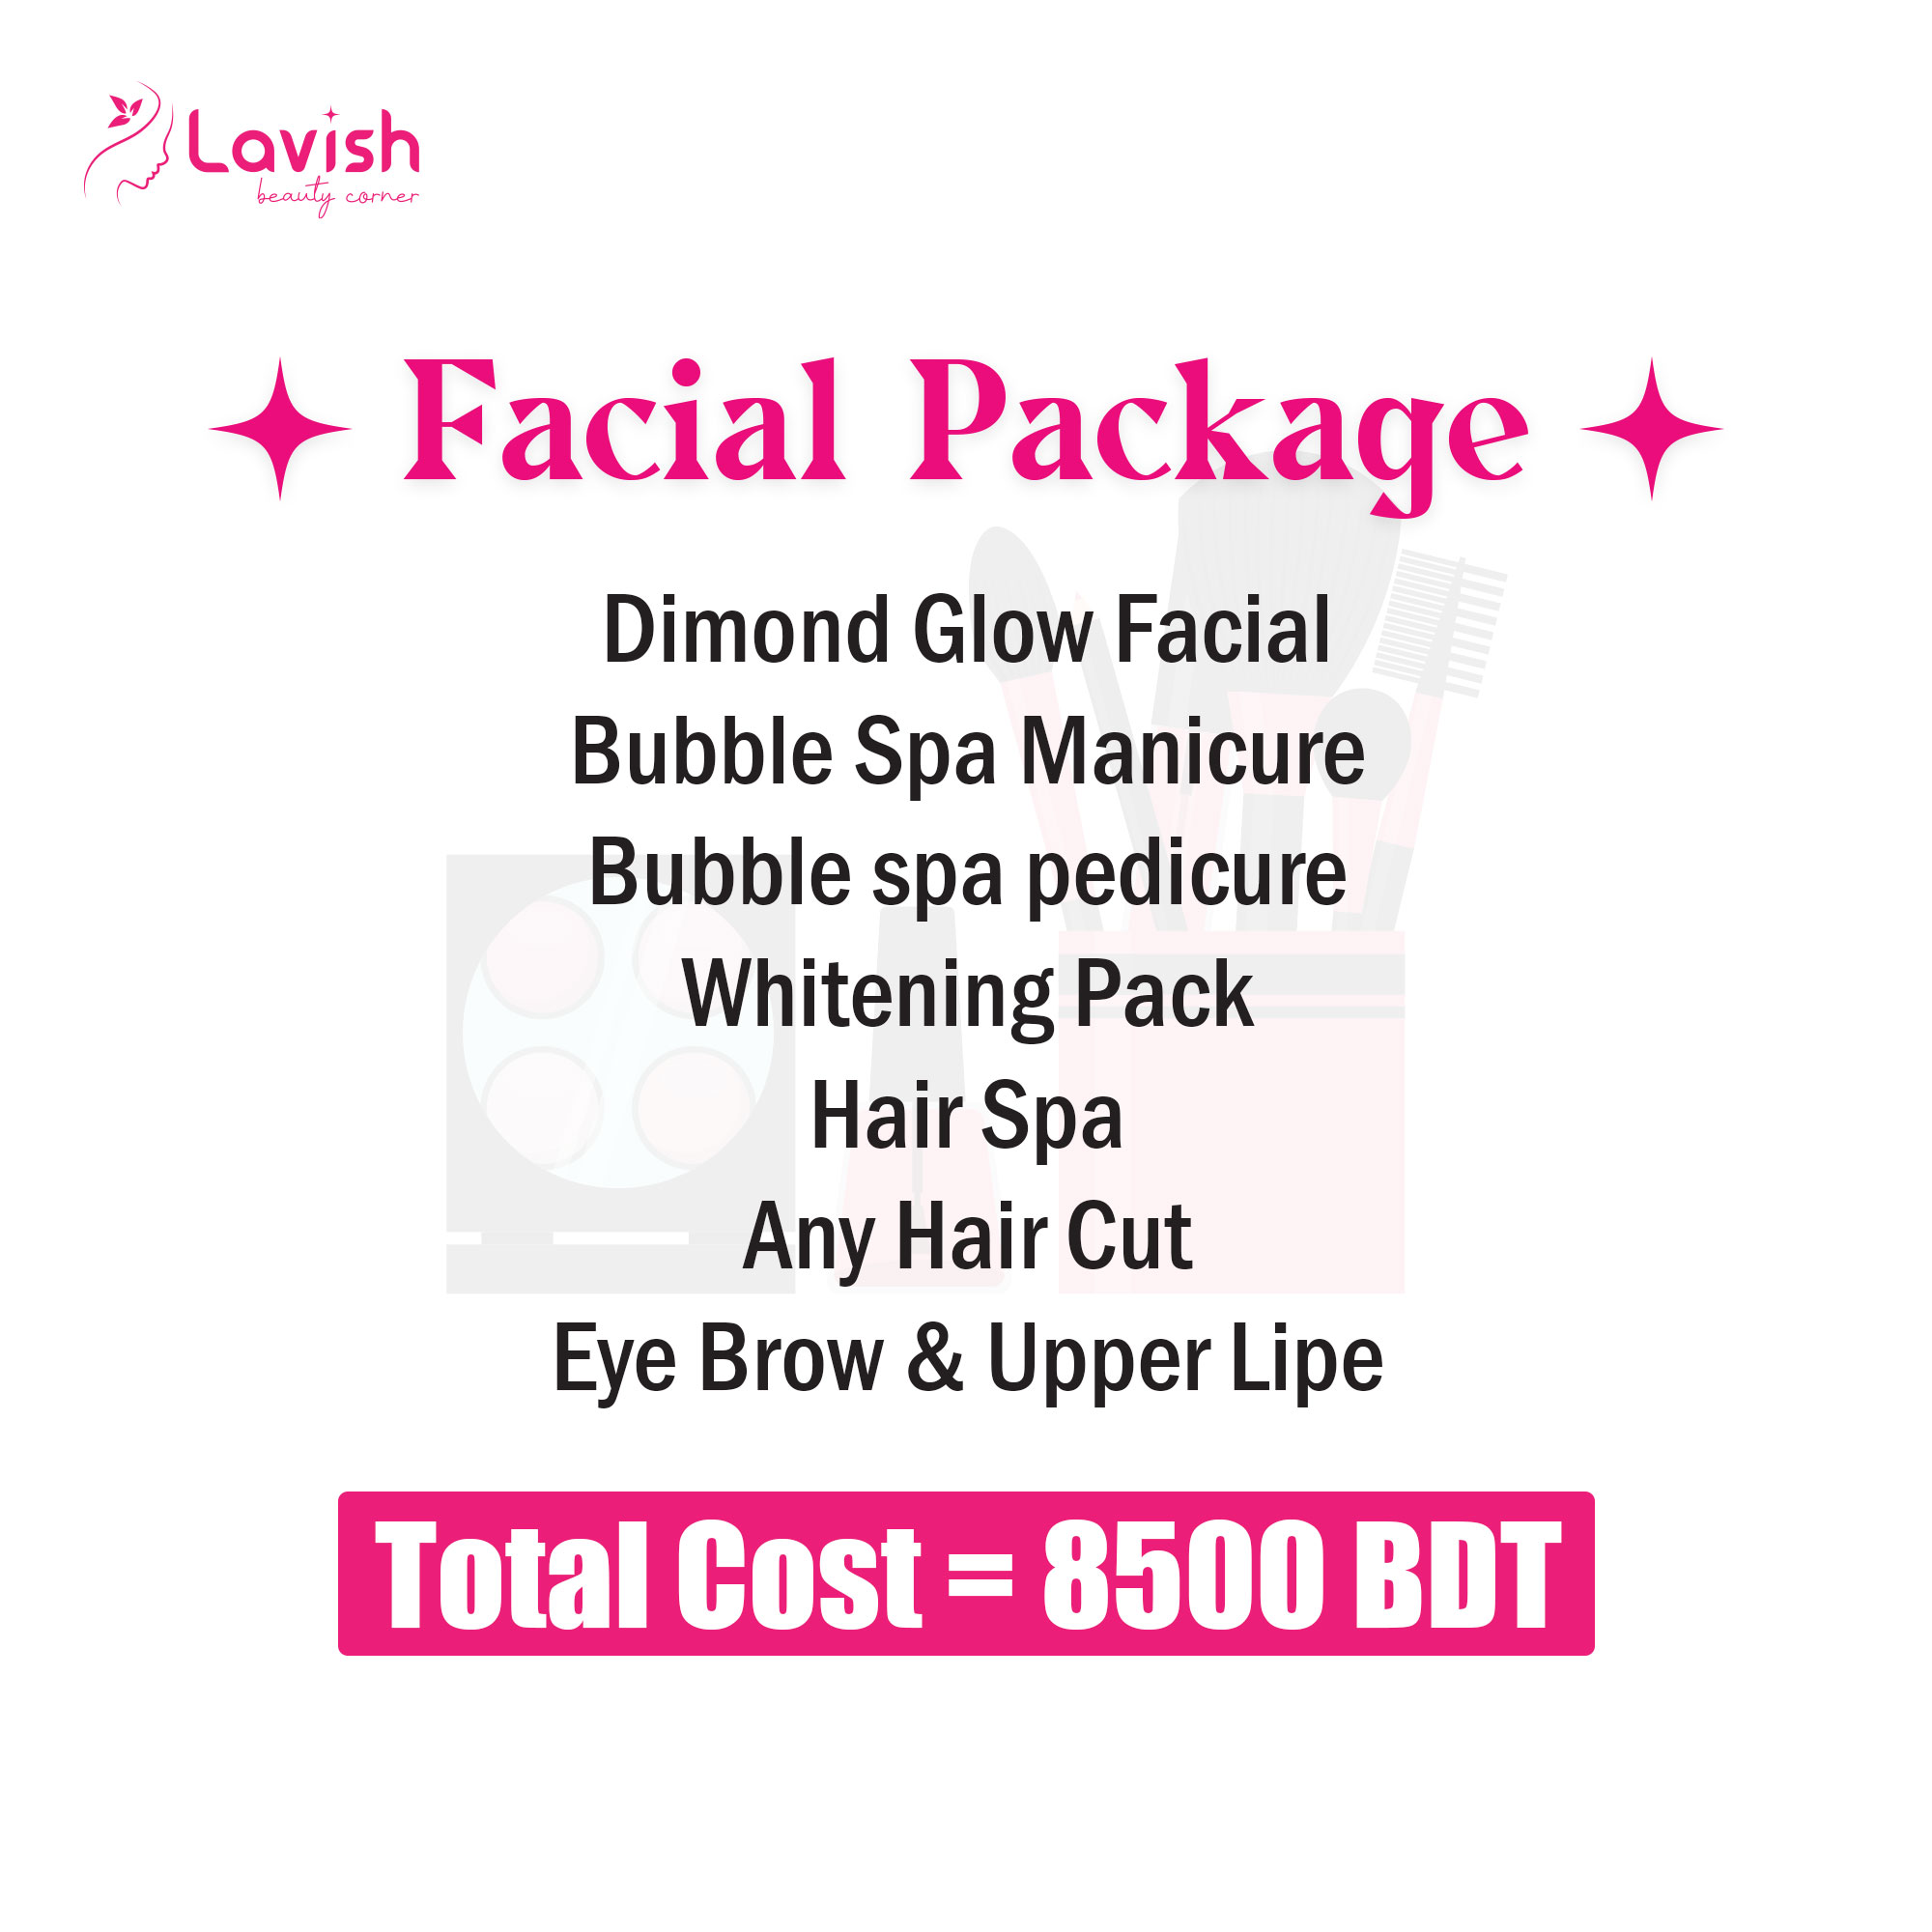 Lavish
beauty corner
Facial Package
Dimond Glow Facial
Bubble Spa Manicure
Bubble spa pedicure
Whitening Pack
Hair Spa
Any Hair Cut
Eye Brow & Upper Lipe
Total Cost = 8500 BDT